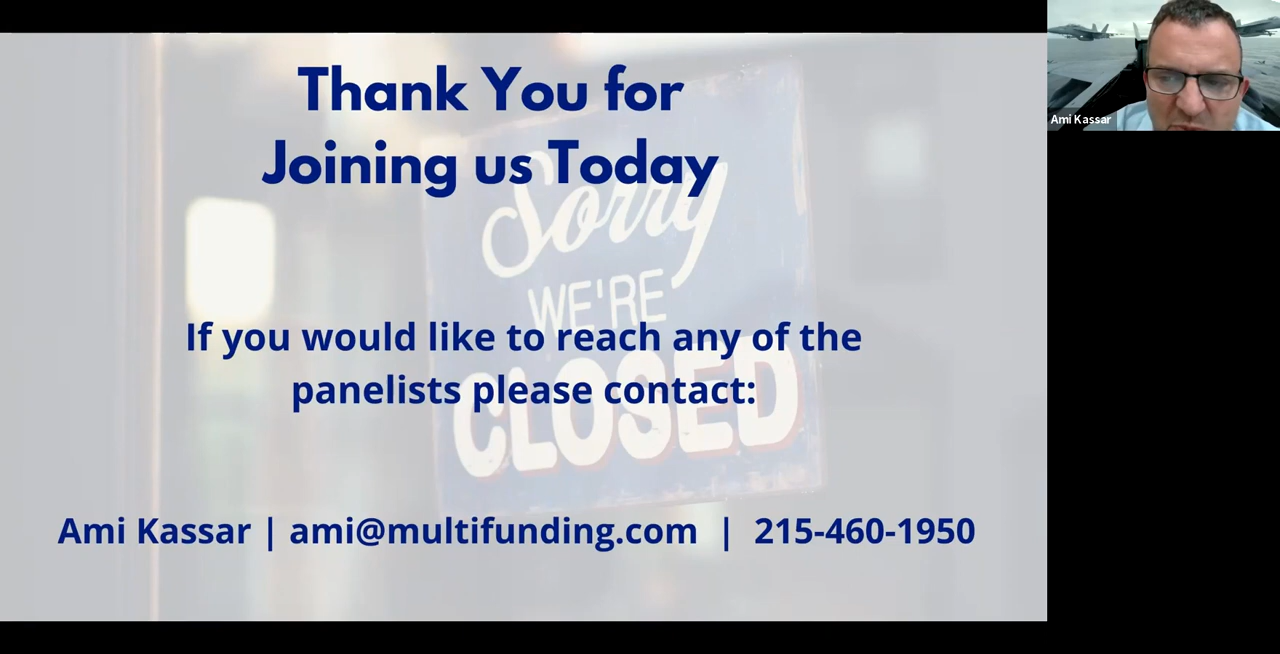 Thank You for
Joining us Today
Sorry
WE'RE
CLOSED
If you would like to reach any of the
panelists please contact:
Ami Kassar | ami@multifunding.com | 215-460-1950
Ami Kassar